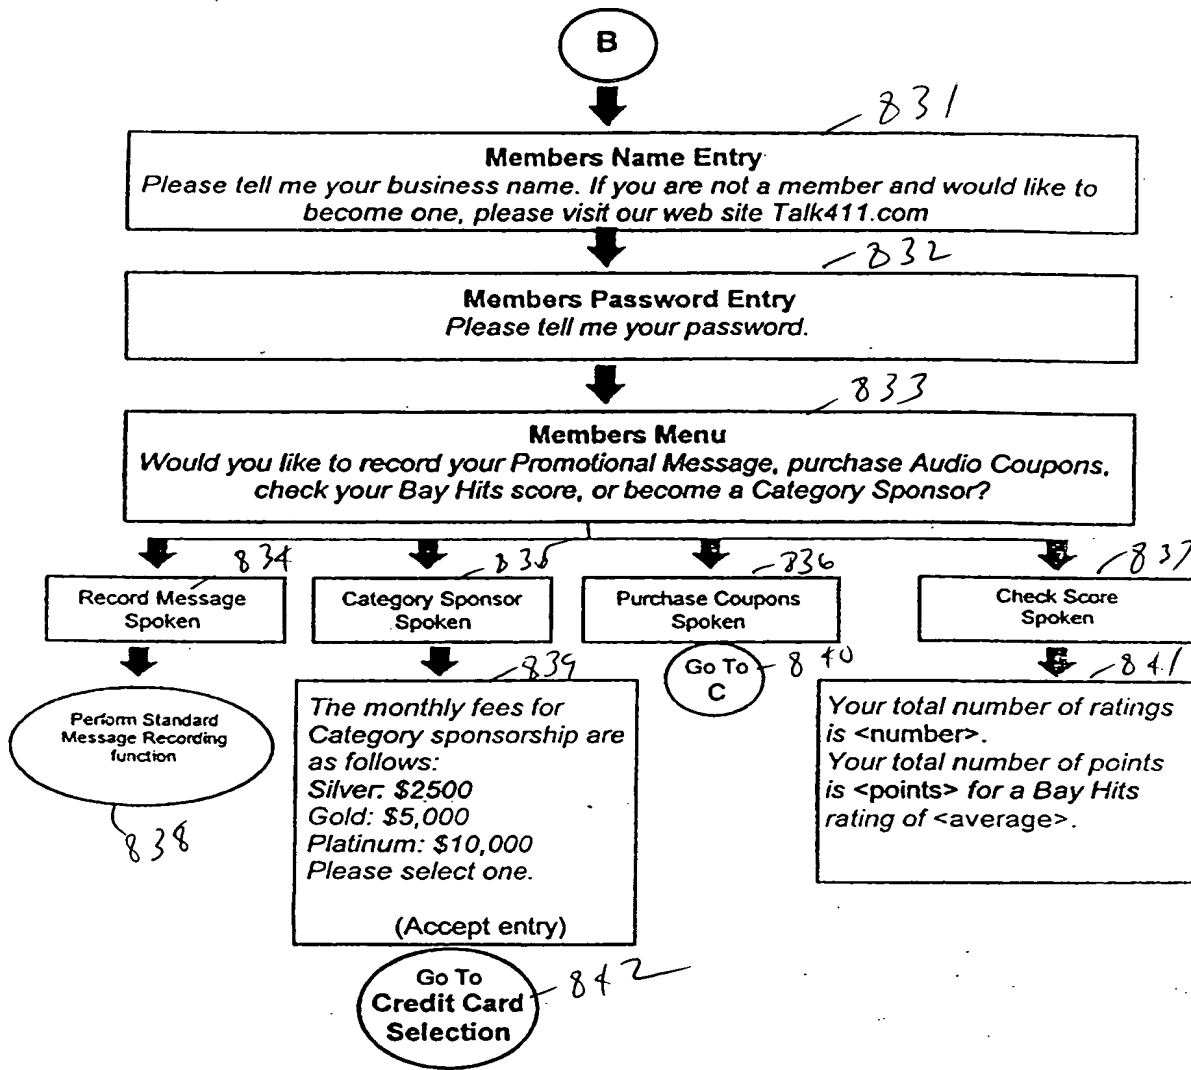 B
831
Members Name Entry
Please tell me your business name. If you are not a member and would like to
become one, please visit our web site Talk411.com
832
Members Password Entry
Please tell me your password.
833
Members Menu
Would you like to record your Promotional Message, purchase Audio Coupons,
check your Bay Hits score, or become a Category Sponsor?
834
Record Message
Spoken
835
Category Sponsor
Spoken
836
Purchase Coupons
Spoken
837
Check Score
Spoken
Perform Standard
Message Recording
function
838
839
The monthly fees for
Category sponsorship are
as follows:
Silver: $2500
Gold: $5,000
Platinum: $10,000
Please select one.
(Accept entry)
Go To
C
840
841
Your total number of ratings
is <number>.
Your total number of points
is <points> for a Bay Hits
rating of <average>.
Go To
Credit Card
Selection
842